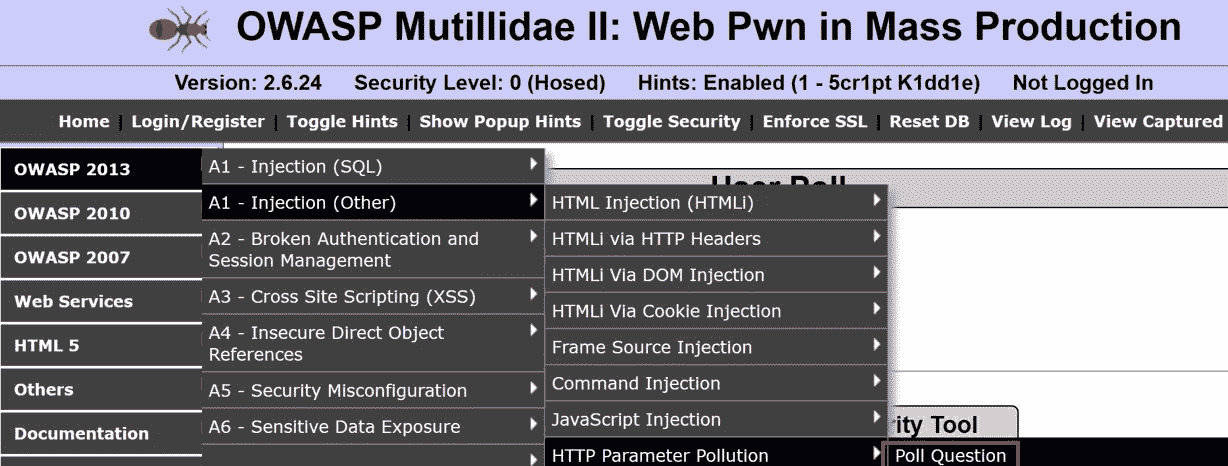 OWASP Mutillidae II: Web Pwn in Mass Production
Version: 2.6.24 Security Level: 0 (Hosed) Hints: Enabled (1 - 5cr1pt K1dd1e) Not Logged In
Home Login/Register Toggle Hints Show Popup Hints Toggle Security Enforce SSL Reset DB View Log View Captured
OWASP 2013
OWASP 2010
OWASP 2007
Web Services
HTML 5
Others
Documentation
A1 - Injection (SQL)
A1 - Injection (Other)
A2 - Broken Authentication and
Session Management
A3 - Cross Site Scripting (XSS)
A4 - Insecure Direct Object
References
A5 - Security Misconfiguration
A6 - Sensitive Data Exposure
HTML Injection (HTMLi)
HTMLi via HTTP Headers
HTMLi Via DOM Injection
HTMLi Via Cookie Injection
Frame Source Injection
Command Injection
JavaScript Injection
HTTP Parameter Pollution
Poll Question
User Poll
rity Tool